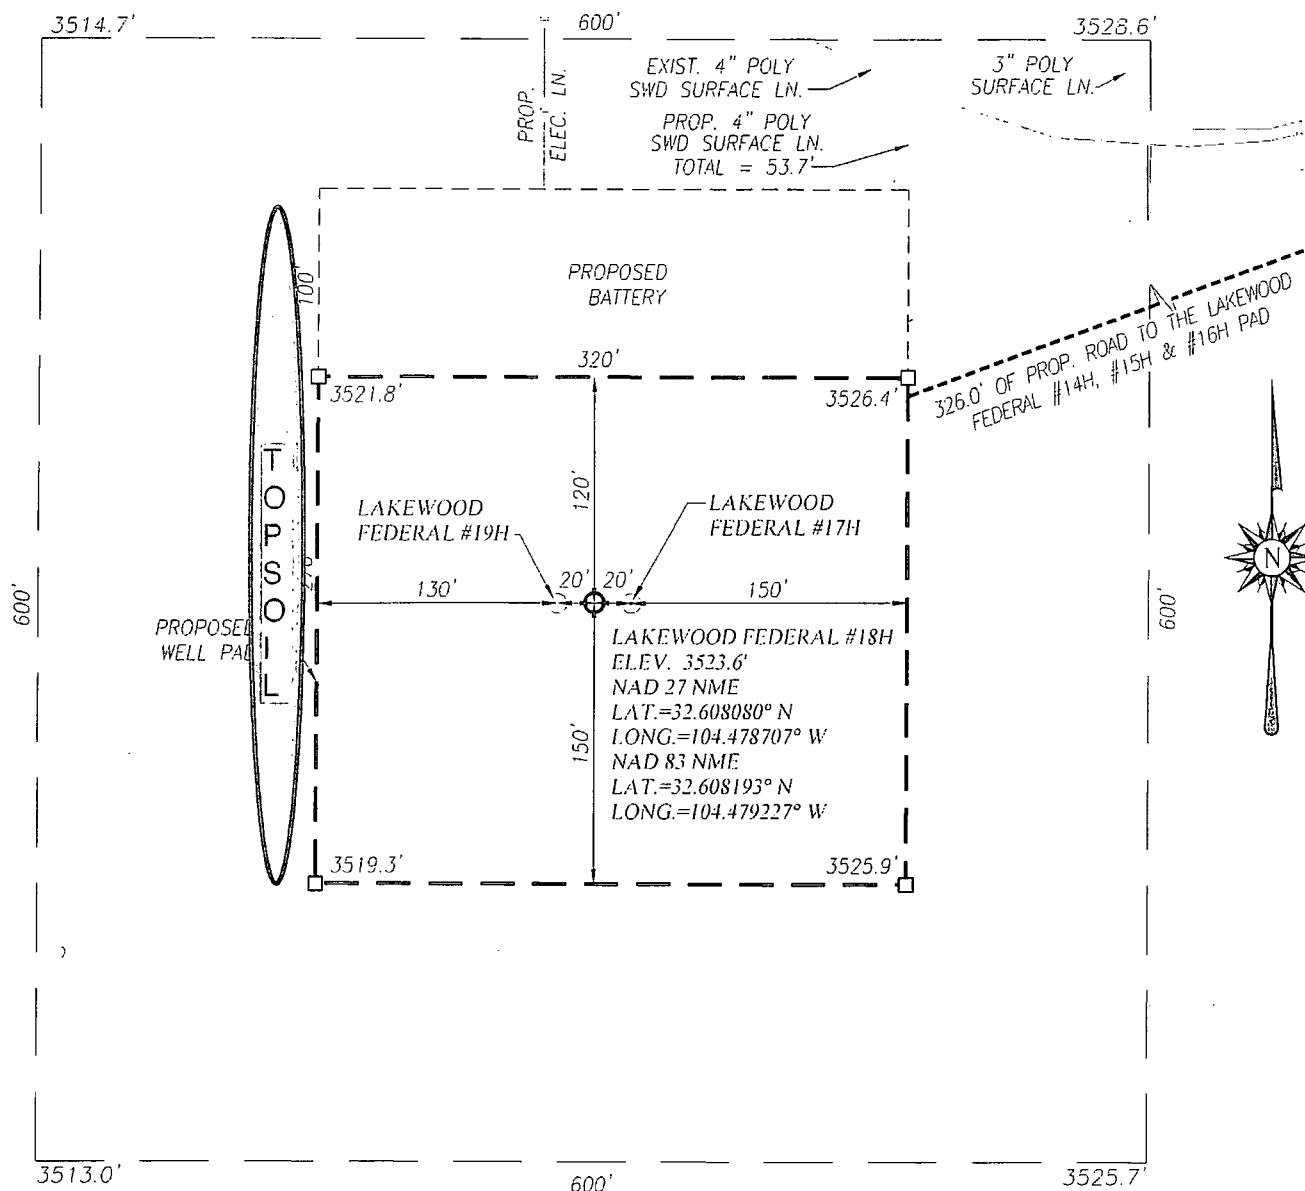 3514.7'
600'
3528.6'
EXIST. 4" POLY
SWD SURFACE LN.
3" POLY
SURFACE LN.
PROP.
ELEC. LN.
PROP. 4" POLY
SWD SURFACE LN.
TOTAL = 53.7'
100'
PROPOSED
BATTERY
326.0' OF PROP. ROAD TO THE LAKEWOOD
FEDERAL #14H, #15H & #16H PAD
320'
3521.8'
3526.4'
TOPSOIL
120'
LAKEWOOD
FEDERAL #19H
LAKEWOOD
FEDERAL #17H
N
600'
130'
20'
20'
150'
600'
PROPOSED
WELL PAD
150'
LAKEWOOD FEDERAL #18H
ELEV. 3523.6'
NAD 27 NME
LAT.=32.608080° N
LONG.=104.478707° W
NAD 83 NME
LAT.=32.608193° N
LONG.=104.479227° W
3519.3'
3525.9'
3513.0'
600'
3525.7'